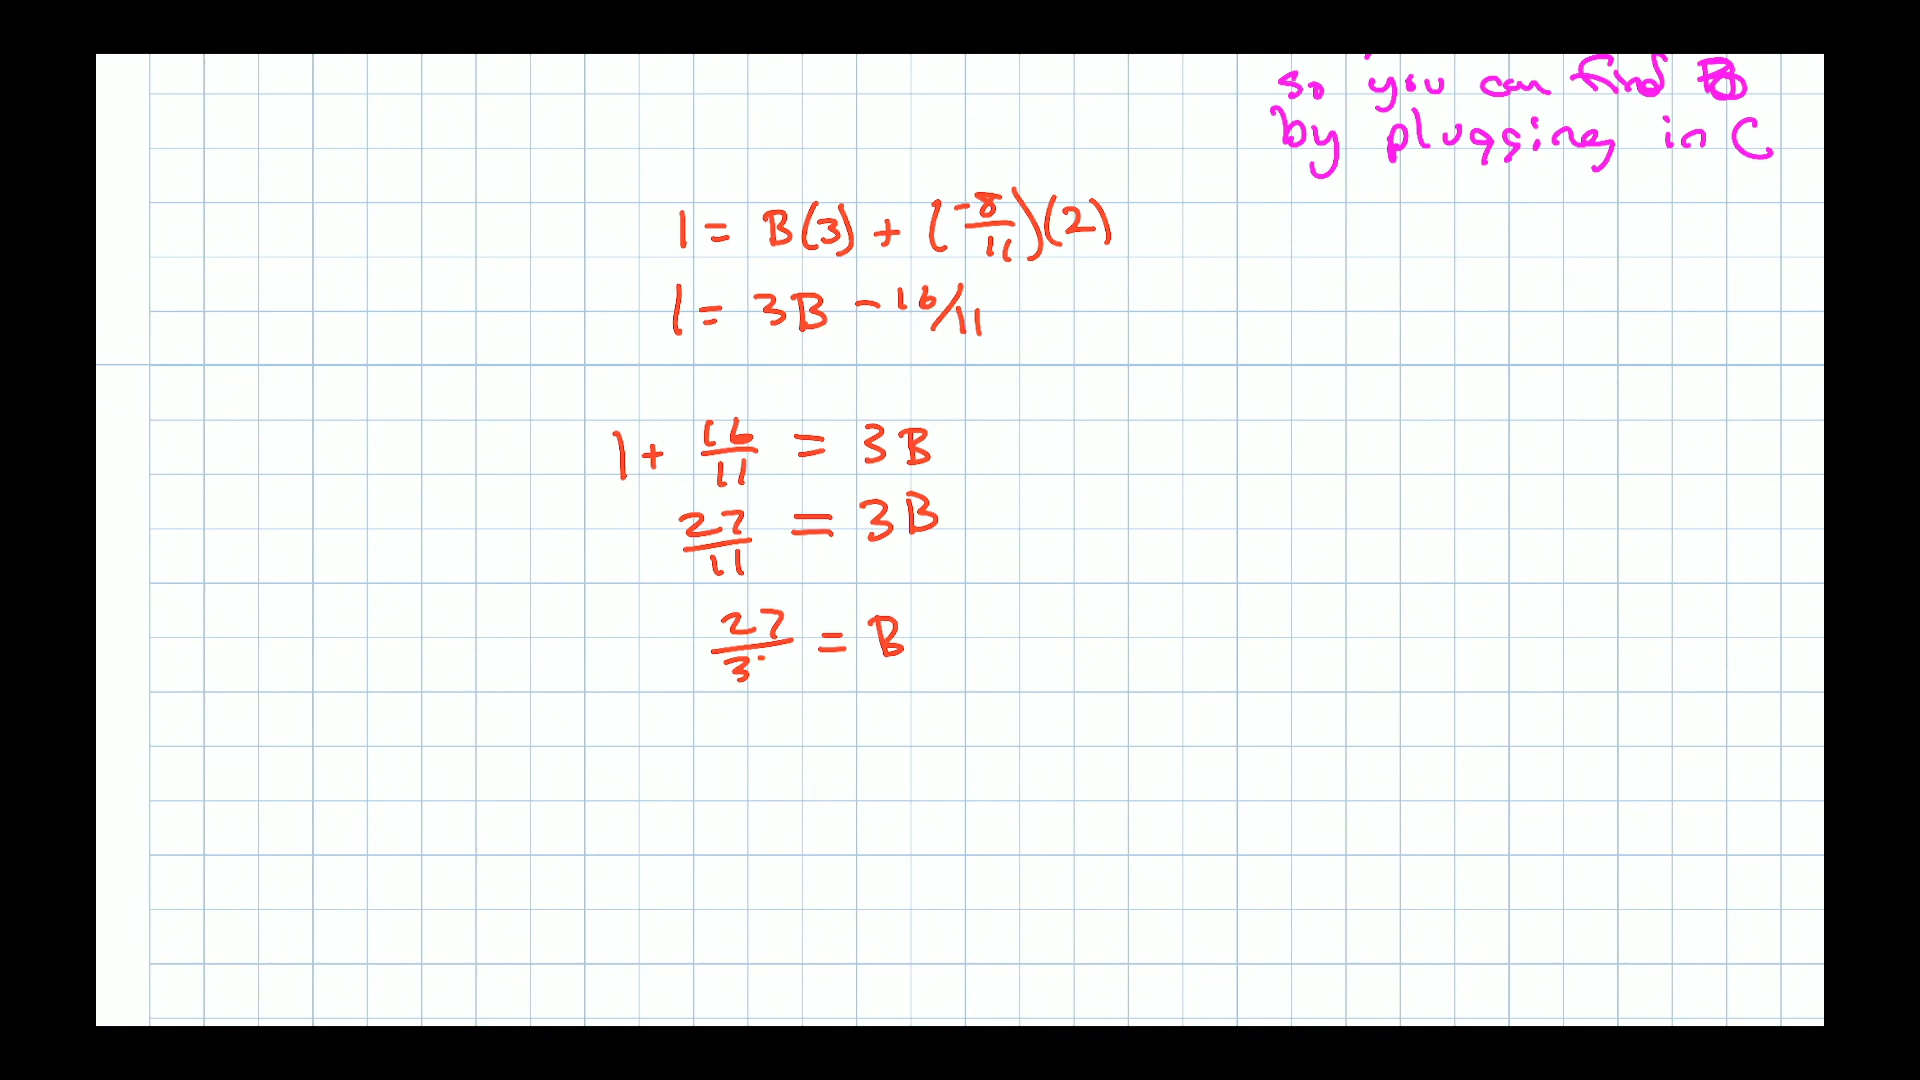 so you can find B
by plugging in C
1 = B(3) + (-8/11)(2)
1 = 3B - 16/11
1 + 16/11 = 3B
27/11 = 3B
27/3· = B